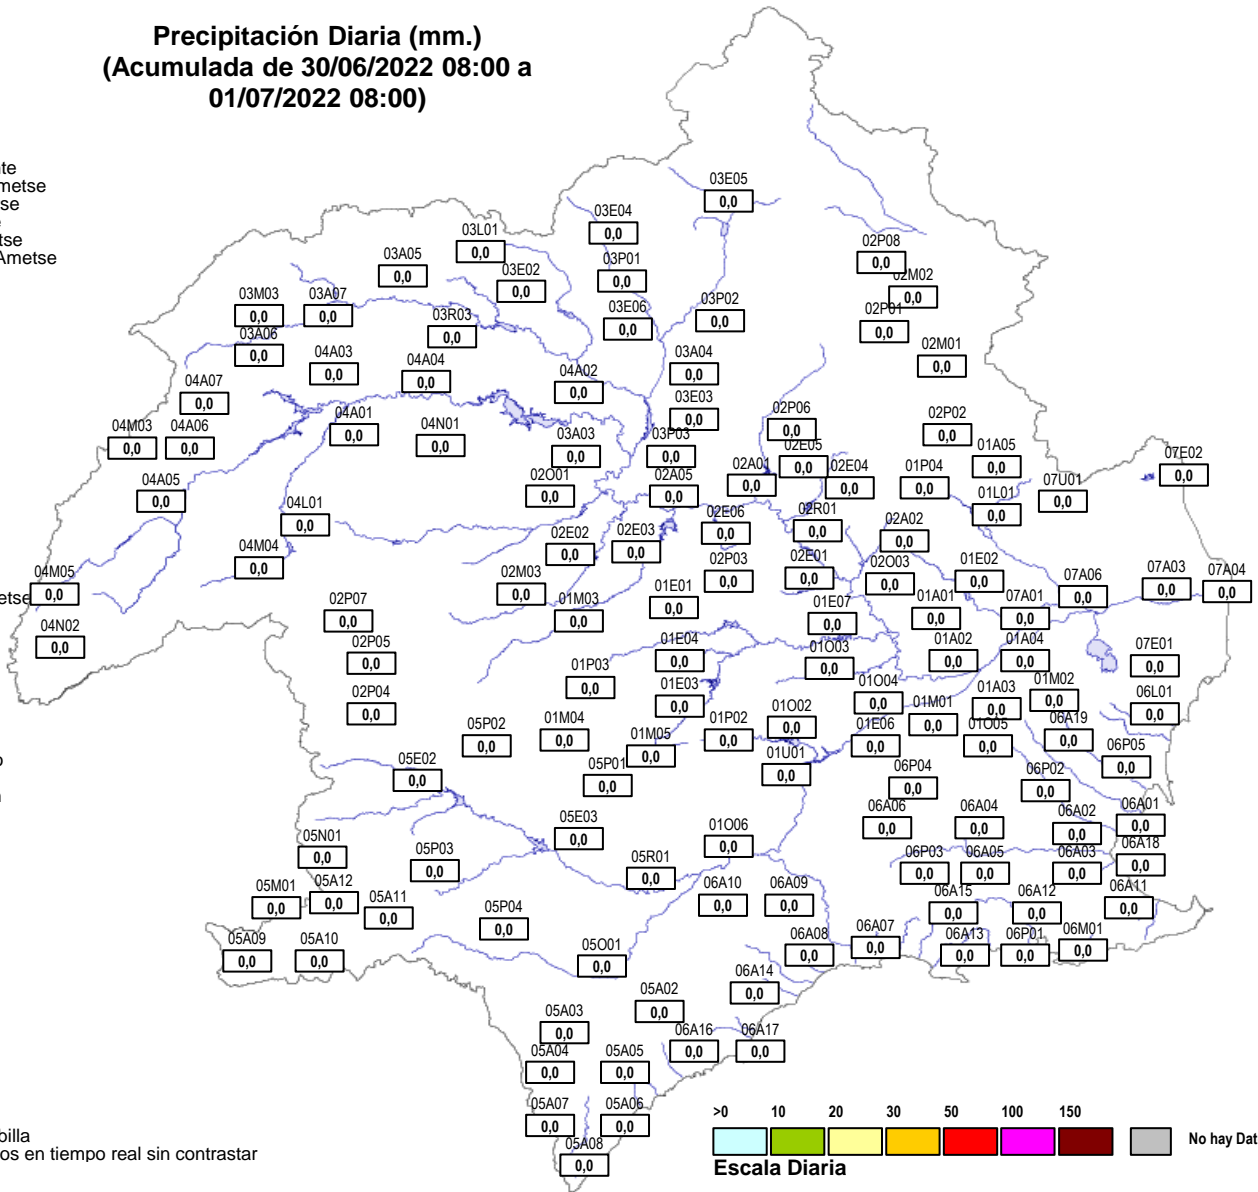 Precipitación Diaria (mm.)
(Acumulada de 30/06/2022 08:00 a
01/07/2022 08:00)
03E05
0,0
03E04
0,0
03L01
0,0
02P08
0,0
03A05
0,0
03P01
0,0
03E02
0,0
02M02
0,0
03M03
0,0
03A07
0,0
03P02
0,0
03E06
0,0
02P01
0,0
03R03
0,0
03A06
0,0
02M01
0,0
04A03
0,0
03A04
0,0
04A04
0,0
04A02
0,0
04A07
0,0
03E03
0,0
02P06
0,0
04A01
0,0
02P02
0,0
04M03
0,0
04A06
0,0
04N01
0,0
03A03
0,0
03P03
0,0
02E05
0,0
01A05
0,0
07E02
0,0
02A01
0,0
02E04
0,0
01P04
0,0
02O01
0,0
02A05
0,0
04A05
0,0
07U01
0,0
01L01
0,0
04L01
0,0
02E06
0,0
02R01
0,0
02A02
0,0
02E02
0,0
02E03
0,0
04M04
0,0
02P03
0,0
02E01
0,0
02O03
0,0
01E02
0,0
07A03
0,0
07A04
0,0
04M05
0,0
02M03
0,0
07A06
0,0
01E01
0,0
02P07
0,0
01M03
0,0
01E07
0,0
01A01
0,0
07A01
0,0
04N02
0,0
02P05
0,0
01E04
0,0
01O03
0,0
01A02
0,0
01A04
0,0
07E01
0,0
01P03
0,0
01E03
0,0
01O04
0,0
01A03
0,0
01M02
0,0
06L01
0,0
02P04
0,0
01O02
0,0
01M01
0,0
05P02
0,0
01M04
0,0
01P02
0,0
01E06
0,0
01O05
0,0
06A19
0,0
01M05
0,0
06P05
0,0
05E02
0,0
05P01
0,0
01U01
0,0
06P04
0,0
06P02
0,0
05E03
0,0
06A06
0,0
06A04
0,0
06A02
0,0
06A01
0,0
01O06
0,0
05N01
0,0
05P03
0,0
05R01
0,0
06P03
0,0
06A05
0,0
06A03
0,0
06A18
0,0
05M01
0,0
05A12
0,0
05A11
0,0
06A10
0,0
06A09
0,0
06A15
0,0
06A12
0,0
06A11
0,0
05P04
0,0
05A09
0,0
05A10
0,0
05O01
0,0
06A08
0,0
06A07
0,0
06A13
0,0
06P01
0,0
06M01
0,0
06A14
0,0
05A02
0,0
05A03
0,0
06A16
0,0
06A17
0,0
05A04
0,0
05A05
0,0
05A07
0,0
05A06
0,0
05A08
0,0
>0 10 20 30 50 100 150
No hay Dat
Escala Diaria
billa
os en tiempo real sin contrastar